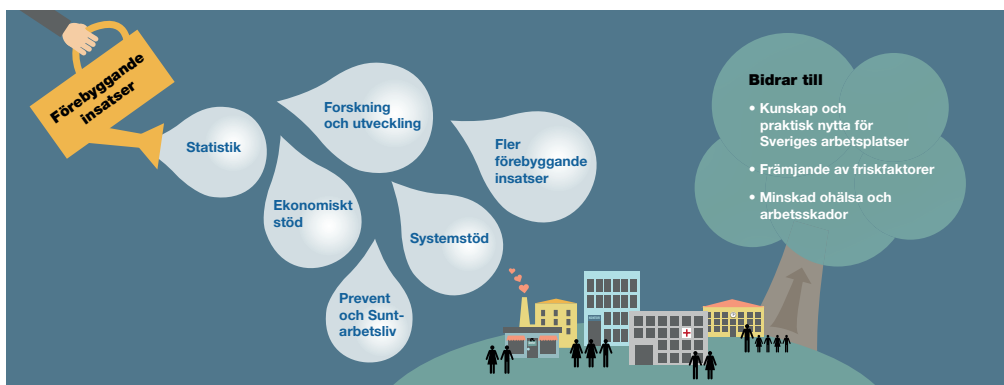 Förebyggande
insatser
Statistik
Forskning
och utveckling
Ekonomiskt
stöd
Fler
förebyggande
insatser
Systemstöd
Prevent
och Sunt-
arbetsliv
Bidrar till
• Kunskap och
praktisk nytta för
Sveriges arbetsplatser
• Främjande av friskfaktorer
• Minskad ohälsa och
arbetsskador